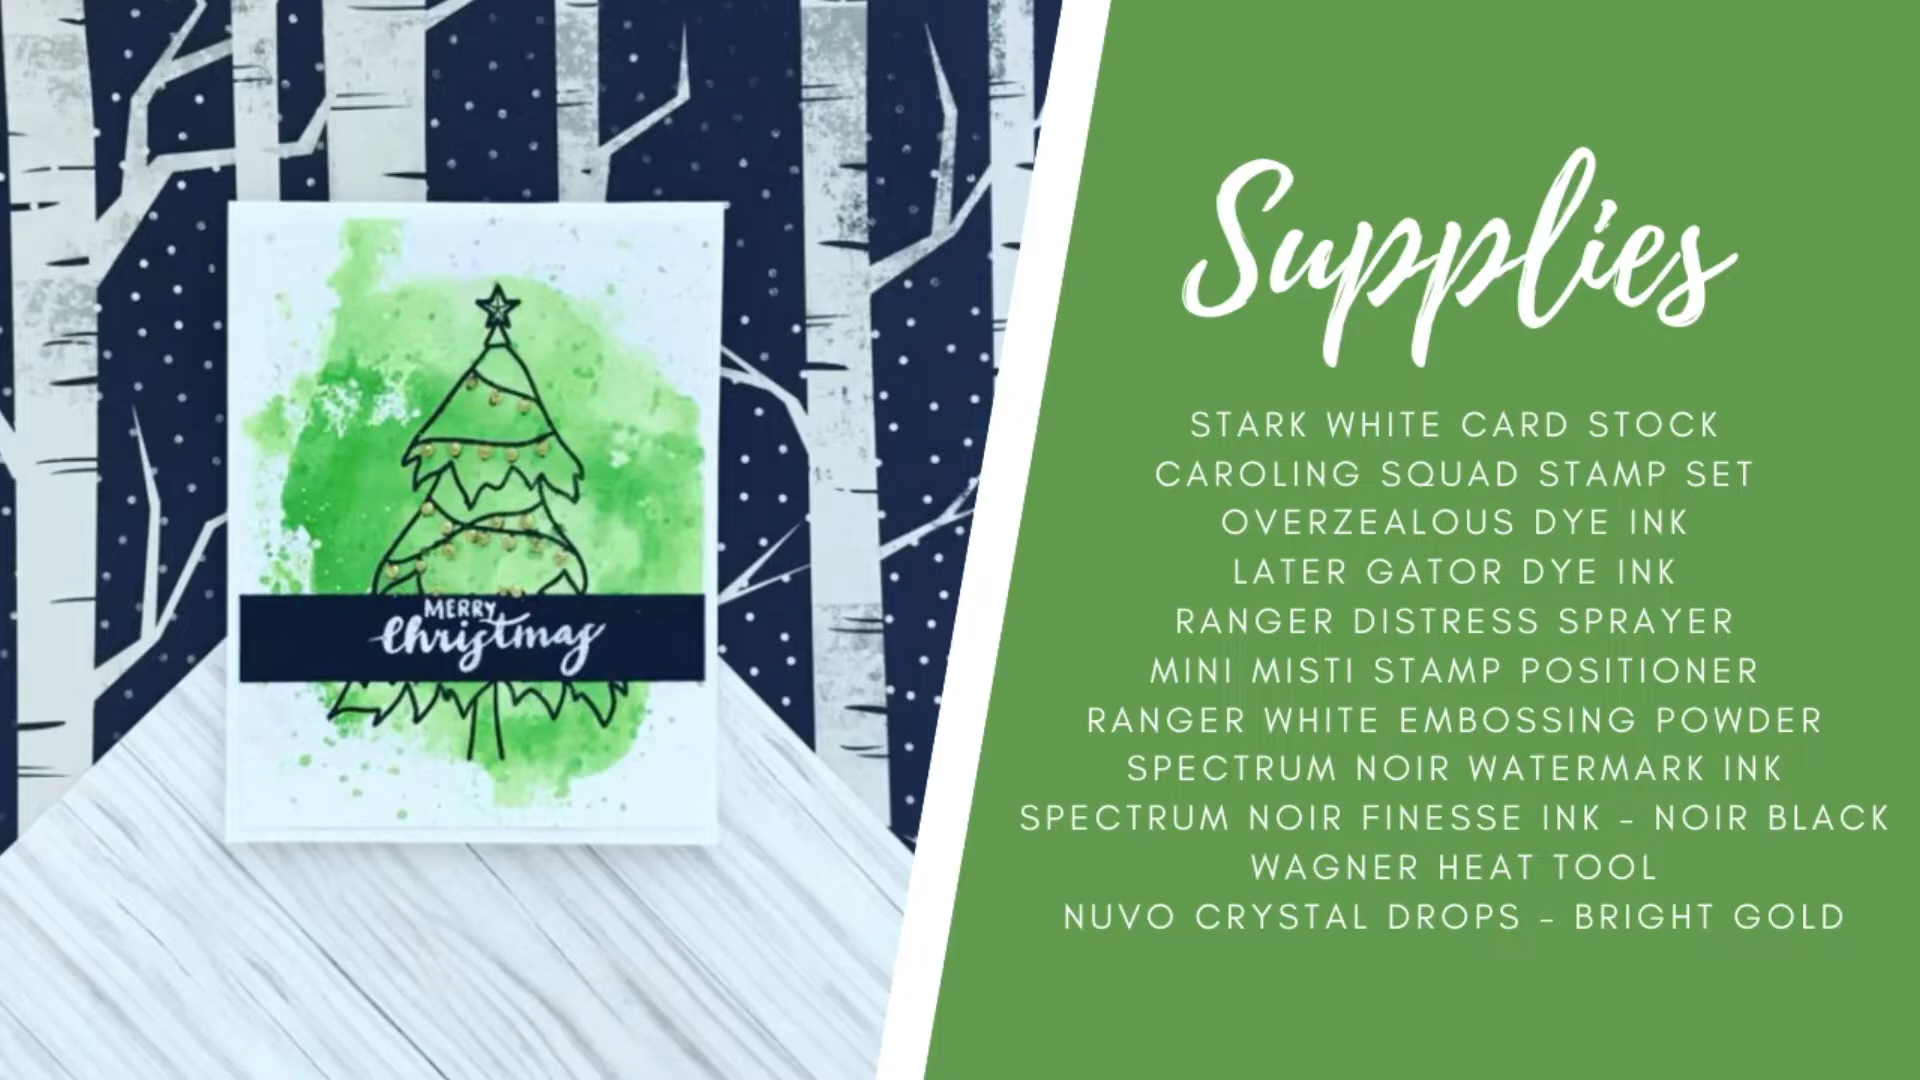 MERRY
Christmas
Supplies
STARK WHITE CARD STOCK
CAROLING SQUAD STAMP SET
OVERZEALOUS DYE INK
LATER GATOR DYE INK
RANGER DISTRESS SPRAYER
MINI MISTI STAMP POSITIONER
RANGER WHITE EMBOSSING POWDER
SPECTRUM NOIR WATERMARK INK
SPECTRUM NOIR FINESSE INK - NOIR BLACK
WAGNER HEAT TOOL
NUVO CRYSTAL DROPS - BRIGHT GOLD